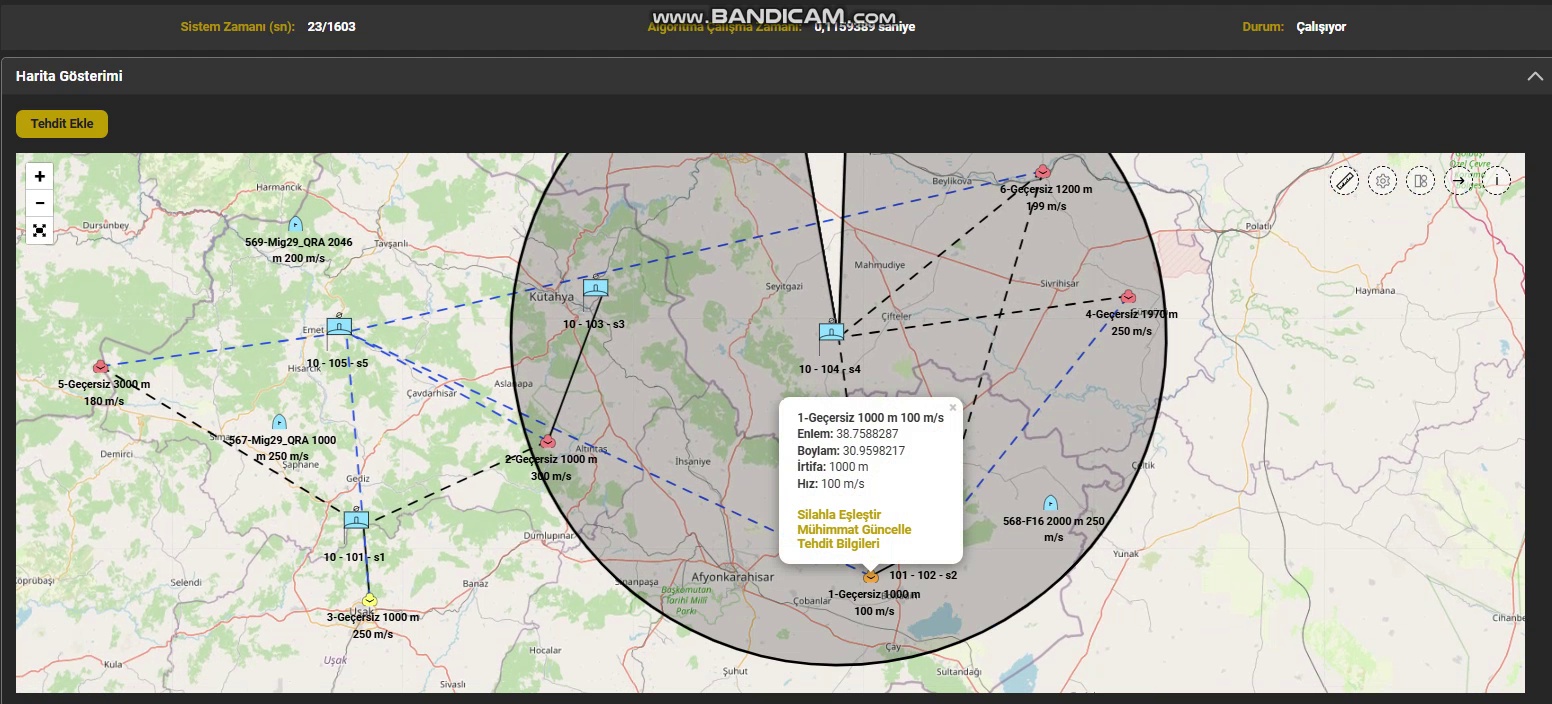 www.BANDICAM.com
Sistem Zamanı (sn): 23/1603
Algoritma Çalışma Zamanı: 0,1159389 saniye
Durum: Çalışıyor
Harita Gösterimi
Tehdit Ekle
+
−
Harmancık
Dursunbey
569-Mig29_QRA 2046
m 200 m/s
Tavşanlı
Beylikova
6-Geçersiz 1200 m
199 m/s
Polatlı
Mahmudiye
Seyitgazi
Sivrihisar
Haymana
Kütahya
10 - 103 - s3
Emet
10 - 105 - s5
Hisarcık
Çifteler
4-Geçersiz 1970 m
250 m/s
10 - 104 - s4
5-Geçersiz 3000 m
180 m/s
Aslanapa
Çavdarhisar
1-Geçersiz 1000 m 100 m/s
Enlem: 38.7588287
Boylam: 30.9598217
İrtifa: 1000 m
Hız: 100 m/s
Silahla Eşleştir
Mühimmat Güncelle
Tehdit Bilgileri
567-Mig29_QRA 1000
m 250 m/s
Demirci
Şaphane
Altıntaş
2-Geçersiz 1000 m
300 m/s
İhsaniye
Gediz
568-F16 2000 m 250
m/s
10 - 101 - s1
Dumlupınar
Yunak
Selendi
Banaz
Sinanpaşa
Afyonkarahisar
101 - 102 - s2
Başkomutan
Tarihî Millî
Parkı
Çobanlar
1-Geçersiz 1000 m
100 m/s
Uşak
3-Geçersiz 1000 m
250 m/s
Hocalar
Çay
Kula
Uşak
Şuhut
Sultandağı
Sivaslı